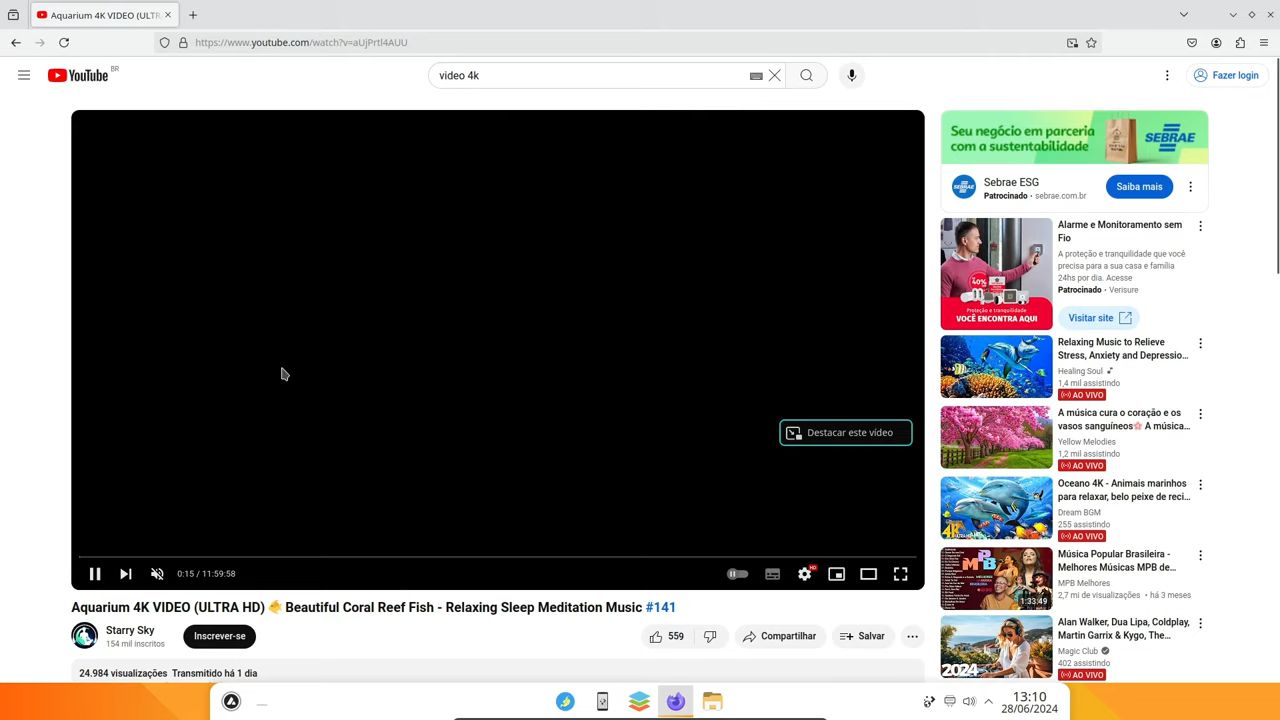 Aquarium 4K VIDEO (ULTR
https://www.youtube.com/watch?v=aUjPrtl4AUU
YouTube BR
video 4k
Fazer login
Destacar este vídeo
0:15 / 11:59:58
HD
Aquarium 4K VIDEO (ULTRA HD) 🐠 Beautiful Coral Reef Fish - Relaxing Sleep Meditation Music #141
Starry Sky
154 mil inscritos
Inscrever-se
559
Compartilhar
Salvar
24.984 visualizações Transmitido há 1 dia
Seu negócio em parceria
com a sustentabilidade
SEBRAE
Sebrae ESG
Patrocinado · sebrae.com.br
Saiba mais
40%
Proteção e tranquilidade
VOCÊ ENCONTRA AQUI
Alarme e Monitoramento sem
Fio
A proteção e tranquilidade que você
precisa para a sua casa e família
24hs por dia. Acesse
Patrocinado · Verisure
Visitar site
Relaxing Music to Relieve
Stress, Anxiety and Depressio...
Healing Soul
1,4 mil assistindo
AO VIVO
A música cura o coração e os
vasos sanguíneos🌸 A música...
Yellow Melodies
1,2 mil assistindo
AO VIVO
4K
Oceano 4K - Animais marinhos
para relaxar, belo peixe de reci...
Dream BGM
255 assistindo
AO VIVO
MPB
1:33:49
Música Popular Brasileira -
Melhores Músicas MPB de...
MPB Melhores
2,7 mi de visualizações · há 3 meses
2024
Alan Walker, Dua Lipa, Coldplay,
Martin Garrix & Kygo, The...
Magic Club
402 assistindo
AO VIVO
13:10
28/06/2024